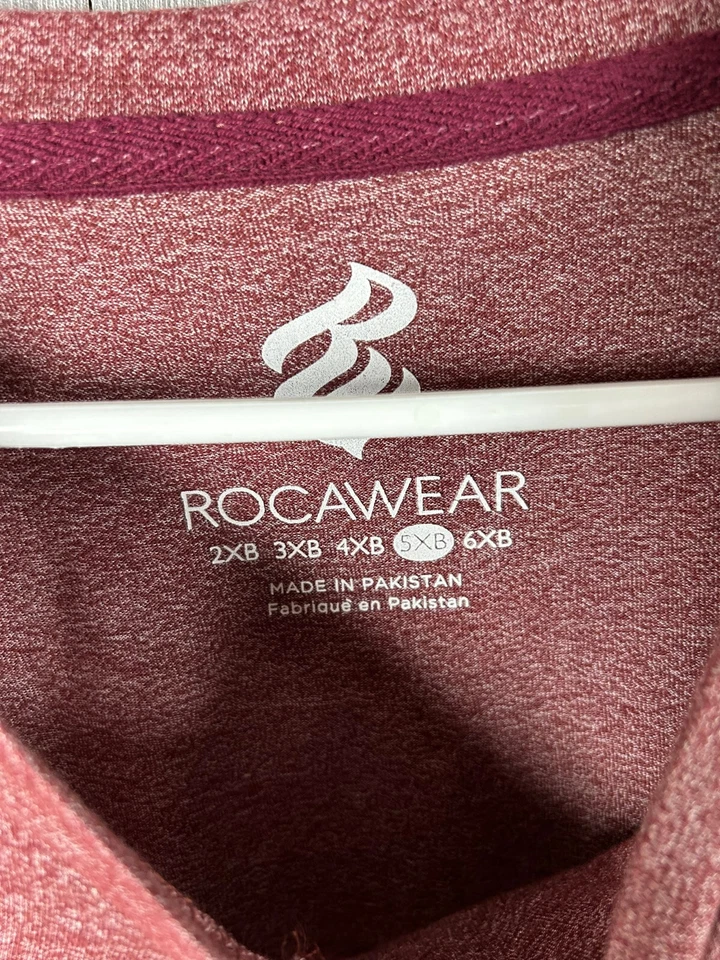 ROCAWEAR
2XB 3XB 4XB 5XB 6XB
MADE IN PAKISTAN
Fabriqué en Pakistan